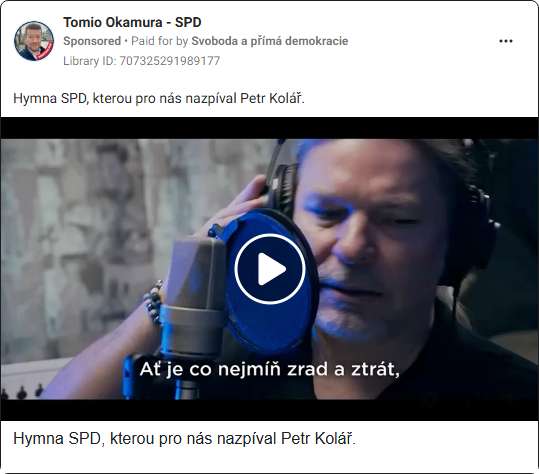 Tomio Okamura - SPD
Sponsored • Paid for by Svoboda a přímá demokracie
Library ID: 707325291989177
Hymna SPD, kterou pro nás nazpíval Petr Kolář.
Ať je co nejmíň zrad a ztrát,
Hymna SPD, kterou pro nás nazpíval Petr Kolář.